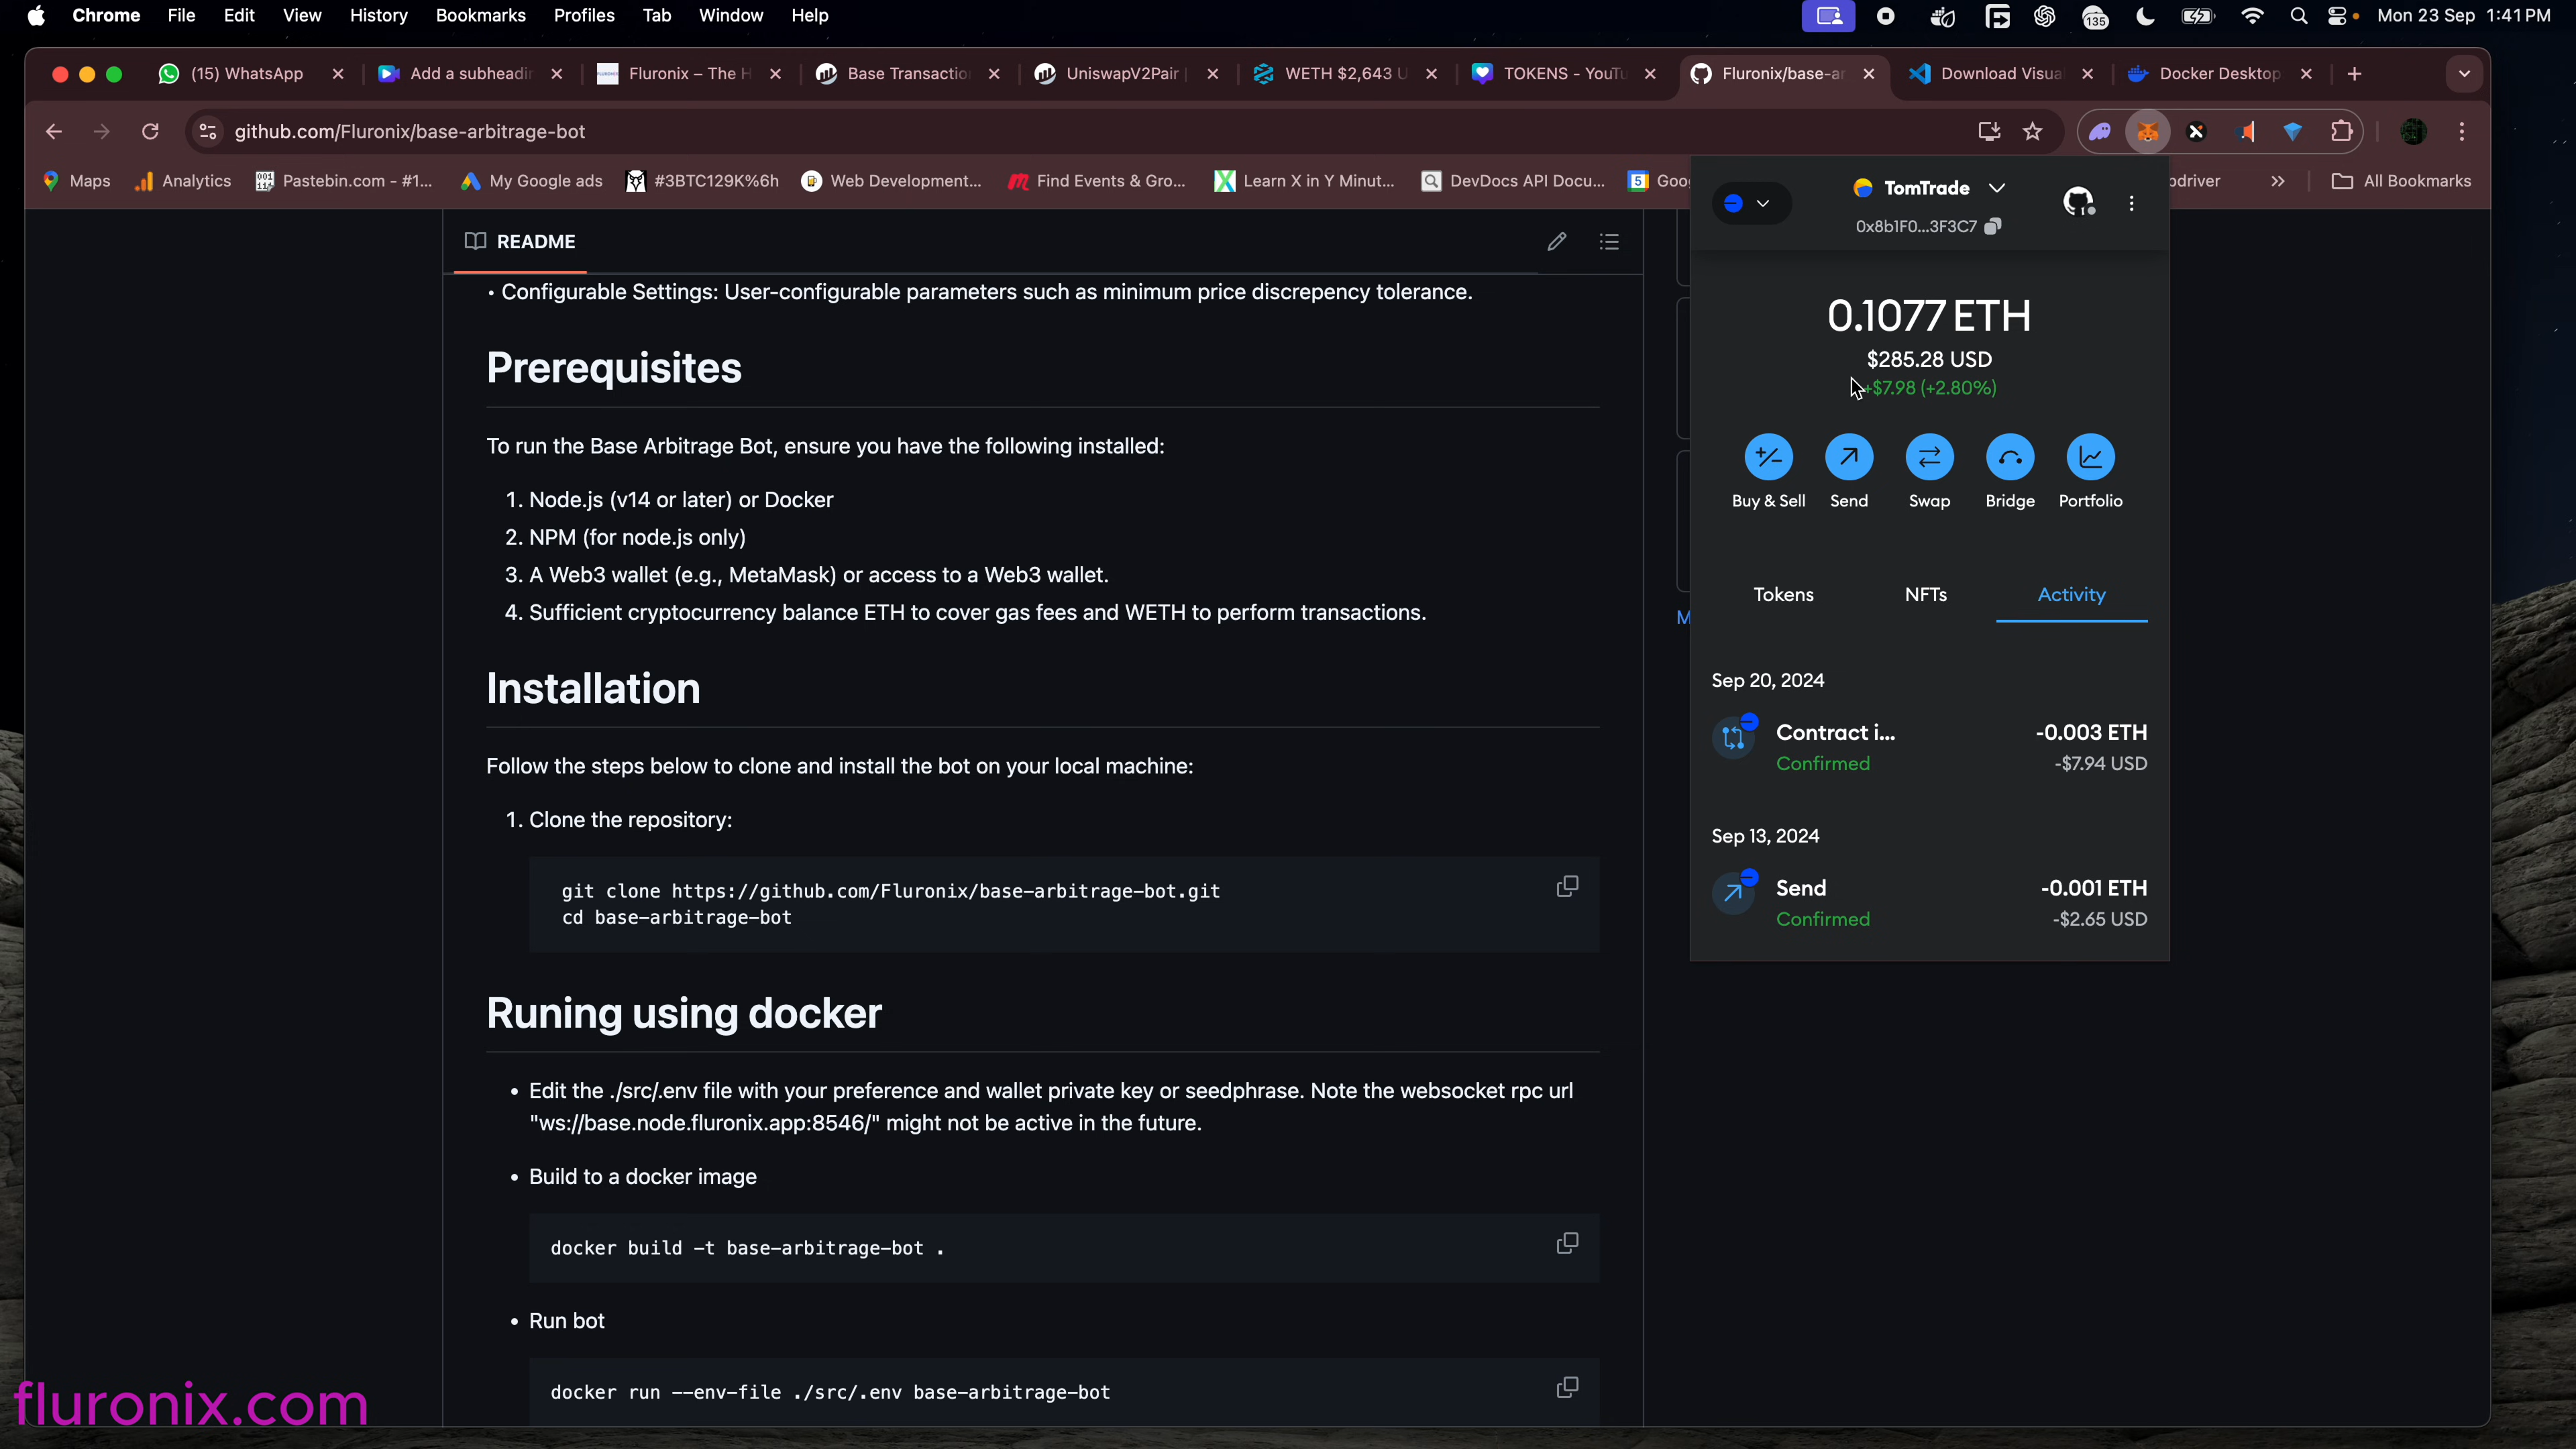 Chrome File Edit View History Bookmarks Profiles Tab Window Help
135
Mon 23 Sep 1:41 PM
(15) WhatsApp
Add a subheadin
Fluronix – The H
Base Transactio
UniswapV2Pair
WETH $2,643 U
TOKENS - YouTu
Fluronix/base-ar
Download Visua
Docker Desktop
github.com/Fluronix/base-arbitrage-bot
Maps
Analytics
Pastebin.com - #1...
My Google ads
#3BTC129K%6h
Web Development...
Find Events & Gro...
Learn X in Y Minut...
DevDocs API Docu...
5 Goo
bdriver
All Bookmarks
README
• Configurable Settings: User-configurable parameters such as minimum price discrepency tolerance.
Prerequisites
To run the Base Arbitrage Bot, ensure you have the following installed:
1. Node.js (v14 or later) or Docker
2. NPM (for node.js only)
3. A Web3 wallet (e.g., MetaMask) or access to a Web3 wallet.
4. Sufficient cryptocurrency balance ETH to cover gas fees and WETH to perform transactions.
Installation
Follow the steps below to clone and install the bot on your local machine:
1. Clone the repository:
git clone https://github.com/Fluronix/base-arbitrage-bot.git
cd base-arbitrage-bot
Runing using docker
• Edit the ./src/.env file with your preference and wallet private key or seedphrase. Note the websocket rpc url
"ws://base.node.fluronix.app:8546/" might not be active in the future.
• Build to a docker image
docker build -t base-arbitrage-bot .
• Run bot
docker run --env-file ./src/.env base-arbitrage-bot
M
TomTrade
0x8b1F0...3F3C7
0.1077 ETH
$285.28 USD
+$7.98 (+2.80%)
Buy & Sell
Send
Swap
Bridge
Portfolio
Tokens
NFTs
Activity
Sep 20, 2024
Contract i... -0.003 ETH
Confirmed -$7.94 USD
Sep 13, 2024
Send -0.001 ETH
Confirmed -$2.65 USD
fluronix.com